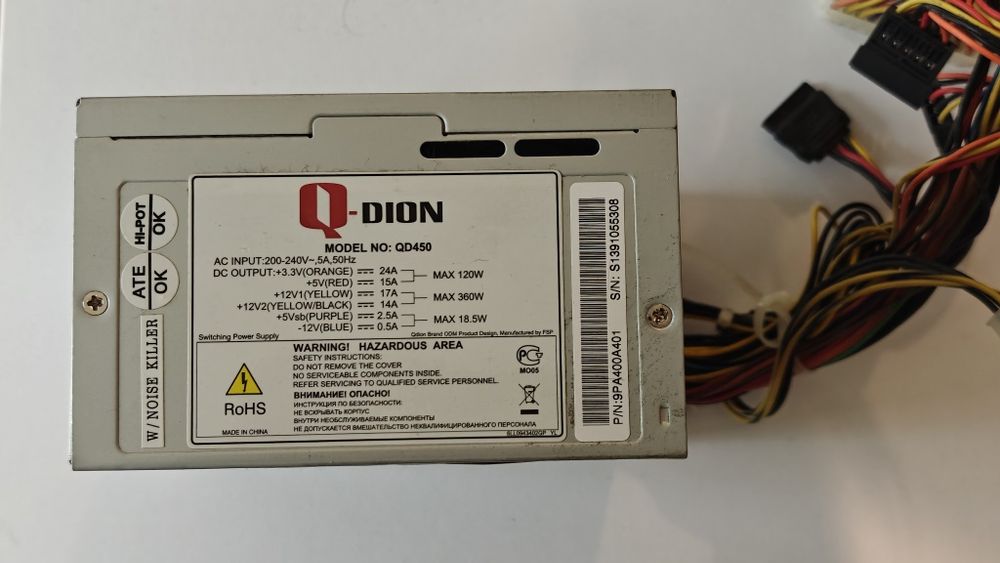 HI-POT OK
ATE OK
W/NOISE KILLER
Q-DION
MODEL NO: QD450
AC INPUT:200-240V~,5A,50Hz
DC OUTPUT:+3.3V(ORANGE) 24A MAX 120W
+5V(RED) 15A
+12V1(YELLOW) 17A MAX 360W
+12V2(YELLOW/BLACK) 14A
+5Vsb(PURPLE) 2.5A MAX 18.5W
-12V(BLUE) 0.5A
Switching Power Supply
Qdion Brand ODM Product Design, Manufactured by FSP
WARNING! HAZARDOUS AREA
SAFETY INSTRUCTIONS:
DO NOT REMOVE THE COVER
NO SERVICEABLE COMPONENTS INSIDE.
REFER SERVICING TO QUALIFIED SERVICE PERSONNEL.
ВНИМАНИЕ! ОПАСНО!
ИНСТРУКЦИЯ ПО БЕЗОПАСНОСТИ:
НЕ ВСКРЫВАТЬ КОРПУС
ВНУТРИ НЕОБСЛУЖИВАЕМЫЕ КОМПОНЕНТЫ
НЕ ДОПУСКАЕТСЯ ВМЕШАТЕЛЬСТВО НЕКВАЛИФИЦИРОВАННОГО ПЕРСОНАЛА
RoHS
MADE IN CHINA
PC
MO05
6LL0943402GP YL
P/N:9PA400A401 S/N: S1391055308